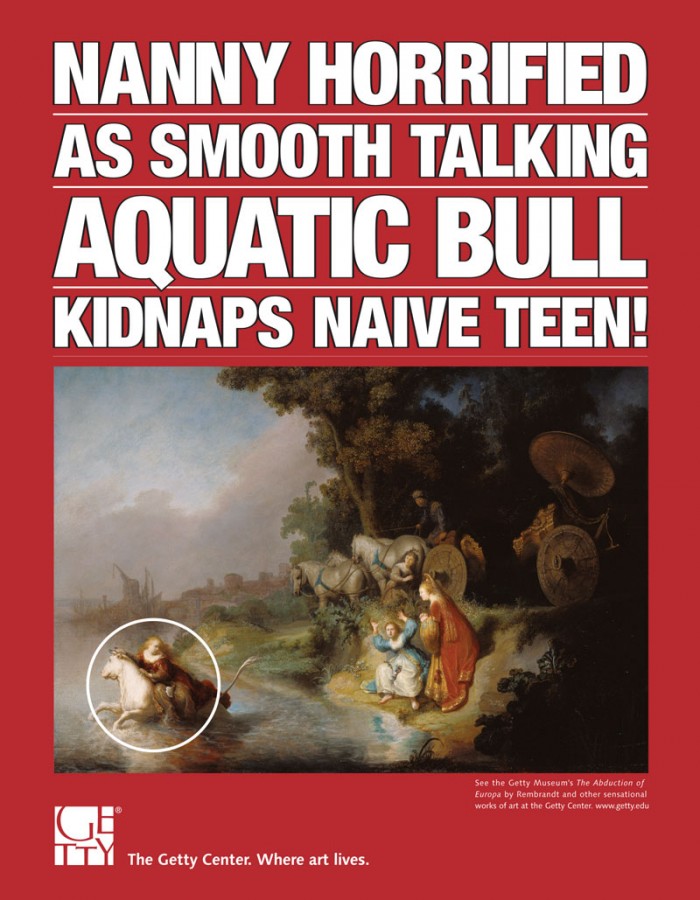 NANNY HORRIFIED
AS SMOOTH TALKING
AQUATIC BULL
KIDNAPS NAIVE TEEN!
See the Getty Museum's The Abduction of
Europa by Rembrandt and other sensational
works of art at the Getty Center. www.getty.edu
GE
TTY®
The Getty Center. Where art lives.